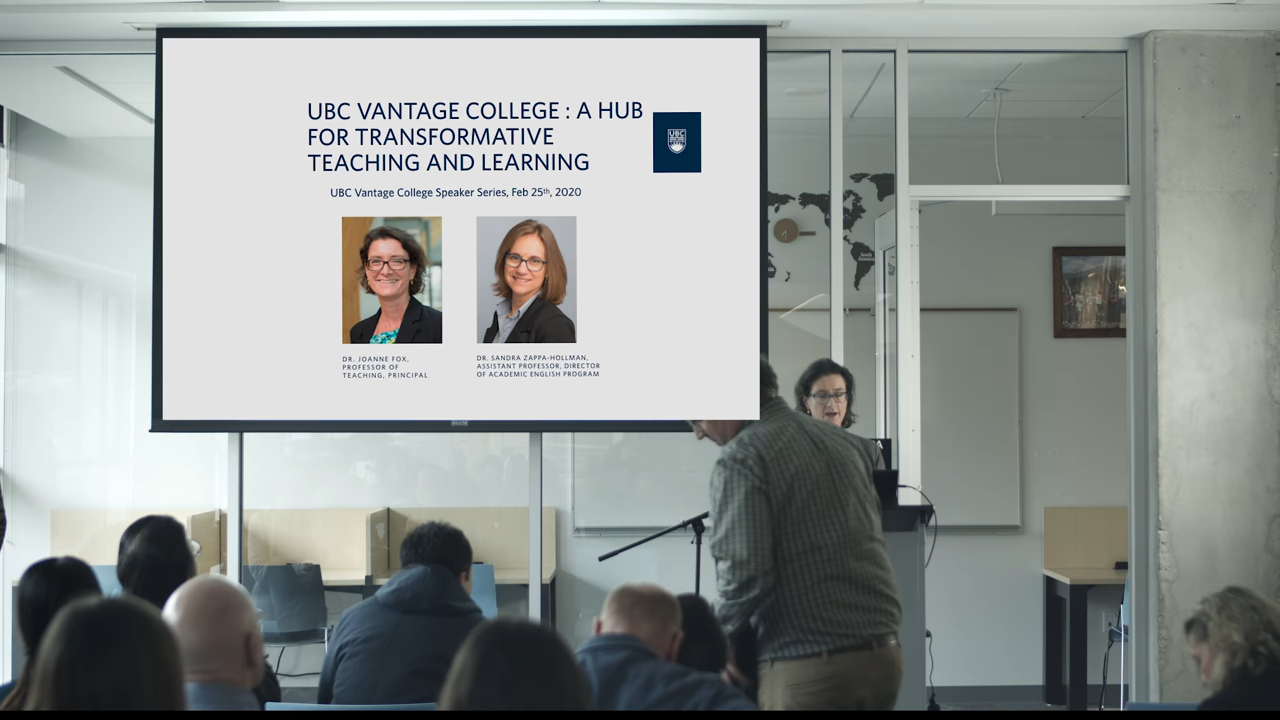 UBC VANTAGE COLLEGE : A HUB
FOR TRANSFORMATIVE
TEACHING AND LEARNING
UBC
UBC Vantage College Speaker Series, Feb 25th, 2020
DR. JOANNE FOX,
PROFESSOR OF
TEACHING, PRINCIPAL
DR. SANDRA ZAPPA-HOLLMAN,
ASSISTANT PROFESSOR, DIRECTOR
OF ACADEMIC ENGLISH PROGRAM